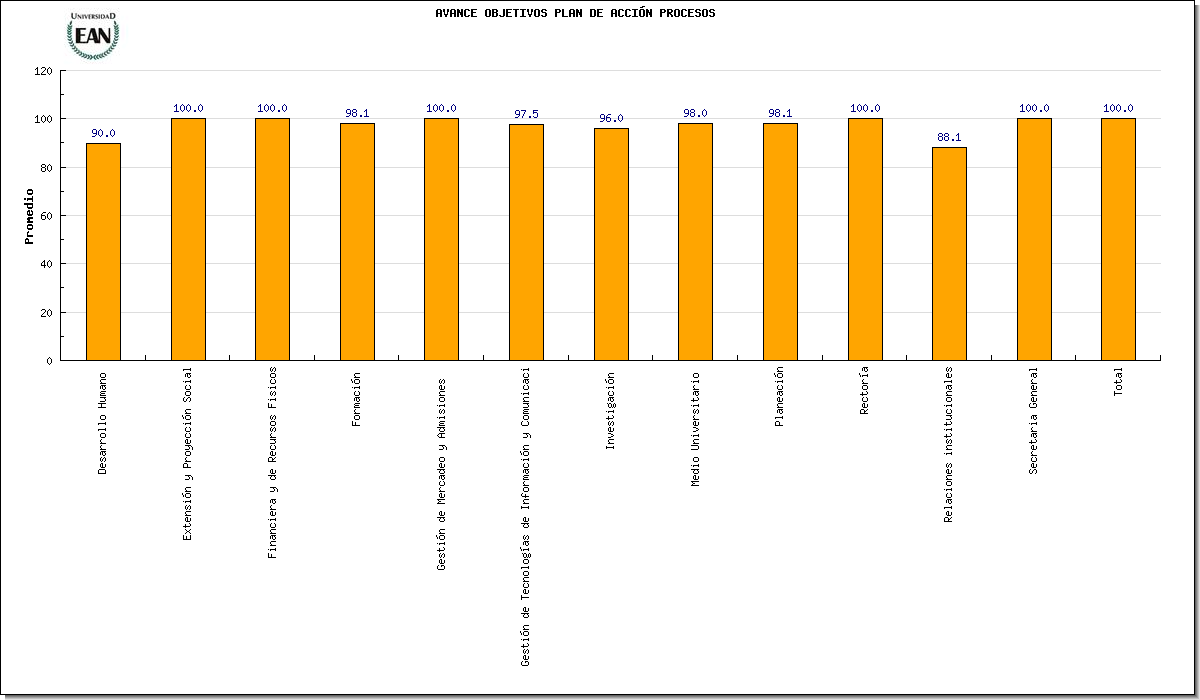 UNIVERSIDAD
EAN
AVANCE OBJETIVOS PLAN DE ACCIÓN PROCESOS
120
100
80
60
40
20
0
Promedio
90.0
100.0
100.0
98.1
100.0
97.5
96.0
98.0
98.1
100.0
88.1
100.0
100.0
Desarrollo Humano
Extensión y Proyección Social
Financiera y de Recursos Fisicos
Formación
Gestión de Mercadeo y Admisiones
Gestión de Tecnologías de Información y Comunicaci
Investigación
Medio Universitario
Planeación
Rectoría
Relaciones institucionales
Secretaria General
Total